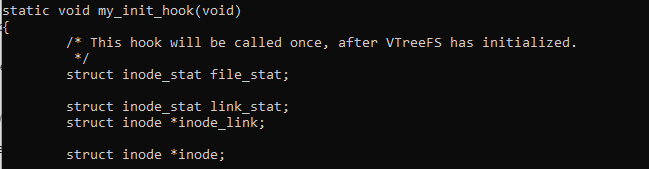 static void my_init_hook(void)
{
        /* This hook will be called once, after VTreeFS has initialized.
         */
        struct inode_stat file_stat;

        struct inode_stat link_stat;
        struct inode *inode_link;

        struct inode *inode;